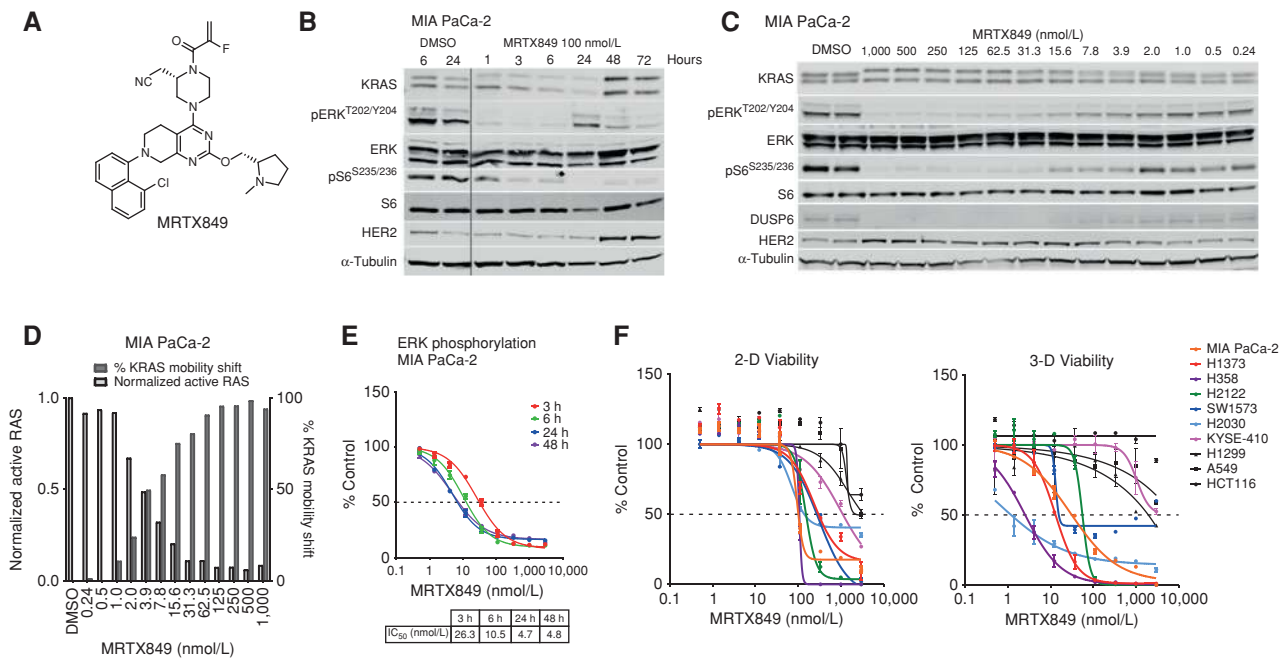 A
N
O
F
NC
N
N
N
N
N
O
Cl
N
MRTX849
B
MIA PaCa-2
DMSO MRTX849 100 nmol/L
6 24 1 3 6 24 48 72 Hours
KRAS
pERKT202/Y204
ERK
pS6S235/236
S6
HER2
α-Tubulin
C
MIA PaCa-2
MRTX849 (nmol/L)
DMSO 1,000 500 250 125 62.5 31.3 15.6 7.8 3.9 2.0 1.0 0.5 0.24
KRAS
pERKT202/Y204
ERK
pS6S235/236
S6
DUSP6
HER2
α-Tubulin
D
MIA PaCa-2
% KRAS mobility shift
Normalized active RAS
Normalized active RAS
1.0
0.5
0.0
100
50
0
% KRAS mobility
shift
DMSO 0.24 0.5 1.0 2.0 3.9 7.8 15.6 31.3 62.5 125 250 500 1,000
MRTX849 (nmol/L)
E
ERK phosphorylation
MIA PaCa-2
% Control
150
100
50
0
3 h
6 h
24 h
48 h
0.1 1 10 100 1,000 10,000
MRTX849 (nmol/L)
3 h 6 h 24 h 48 h
IC50 (nmol/L) 26.3 10.5 4.7 4.8
F
2-D Viability
% Control
150
100
50
0
0.1 1 10 100 1,000 10,000
MRTX849 (nmol/L)
3-D Viability
% Control
150
100
50
0
0.1 1 10 100 1,000 10,000
MRTX849 (nmol/L)
MIA PaCa-2
H1373
H358
H2122
SW1573
H2030
KYSE-410
H1299
A549
HCT116